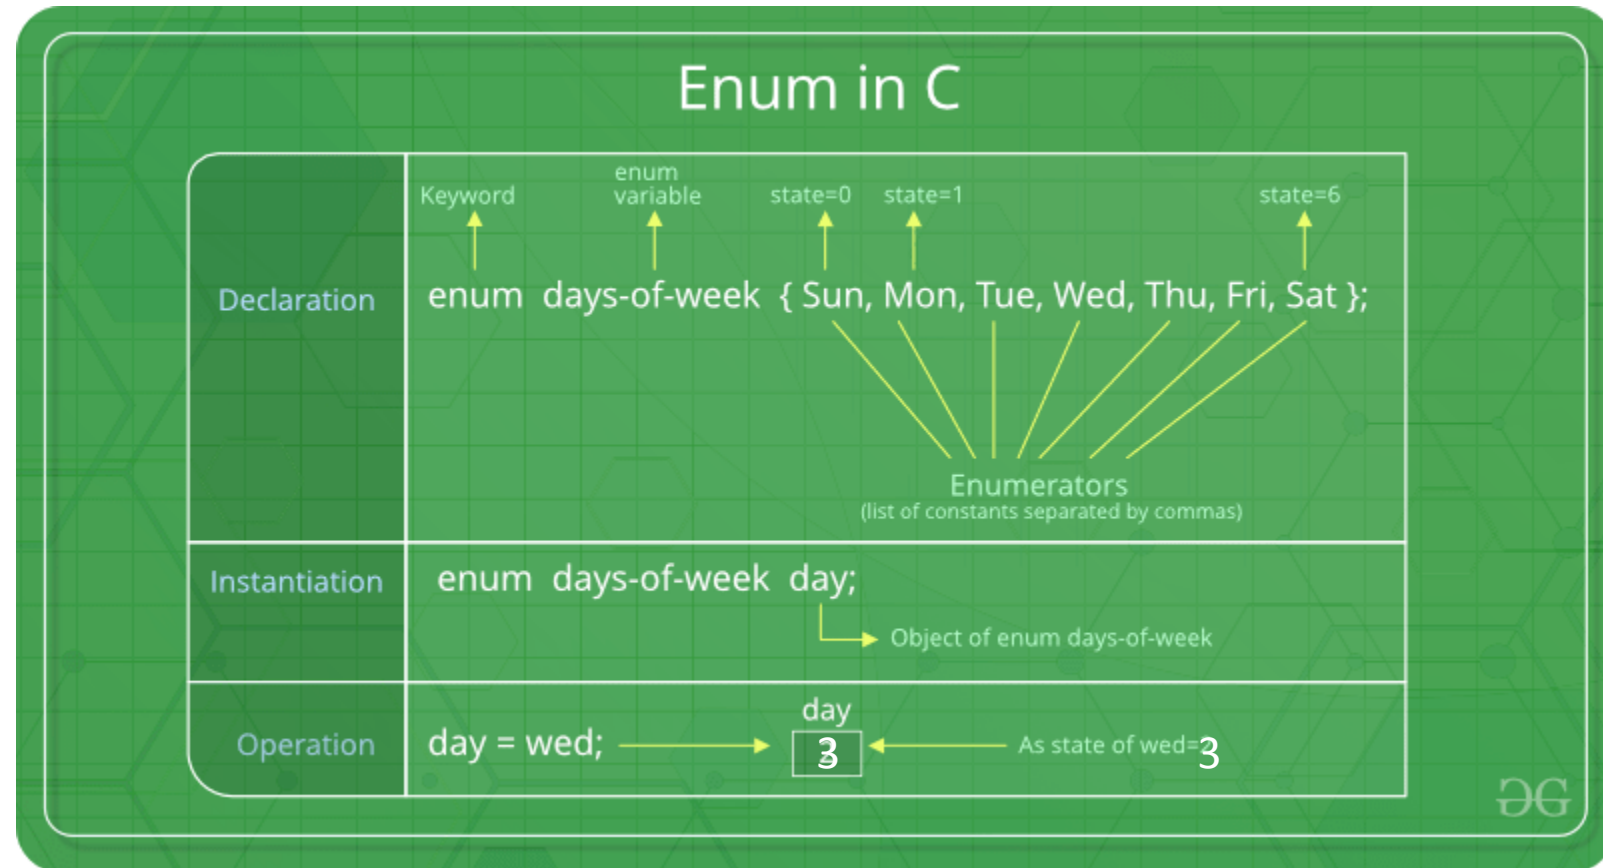 Enum in C
Keyword
enum
variable
state=0
state=1
state=6
Declaration
enum days-of-week { Sun, Mon, Tue, Wed, Thu, Fri, Sat };
Enumerators
(list of constants separated by commas)
Instantiation
enum days-of-week day;
Object of enum days-of-week
day
Operation
day = wed;
3
As state of wed=3
GG